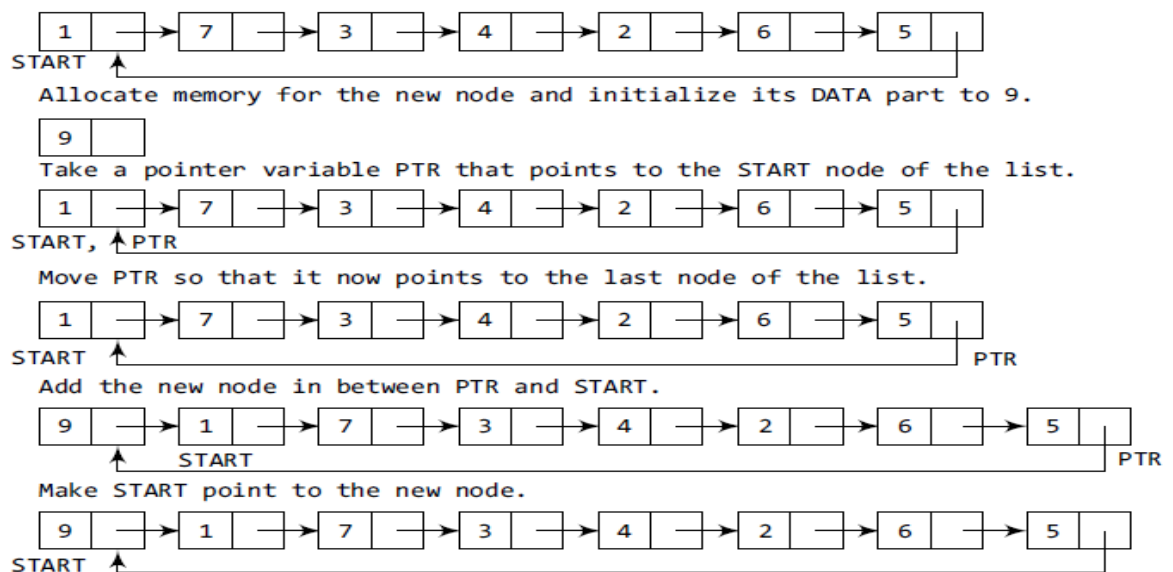 1 7 3 4 2 6 5
START
Allocate memory for the new node and initialize its DATA part to 9.
9
Take a pointer variable PTR that points to the START node of the list.
1 7 3 4 2 6 5
START, PTR
Move PTR so that it now points to the last node of the list.
1 7 3 4 2 6 5
START PTR
Add the new node in between PTR and START.
9 1 7 3 4 2 6 5
START PTR
Make START point to the new node.
9 1 7 3 4 2 6 5
START